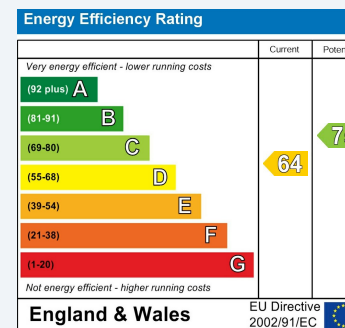 Energy Efficiency Rating
Current
Very energy efficient - lower running costs
(92 plus) A
(81-91) B
(69-80) C
(55-68) D
64
(39-54) E
(21-38) F
(1-20) G
Not energy efficient - higher running costs
England & Wales
EU Directive
2002/91/EC